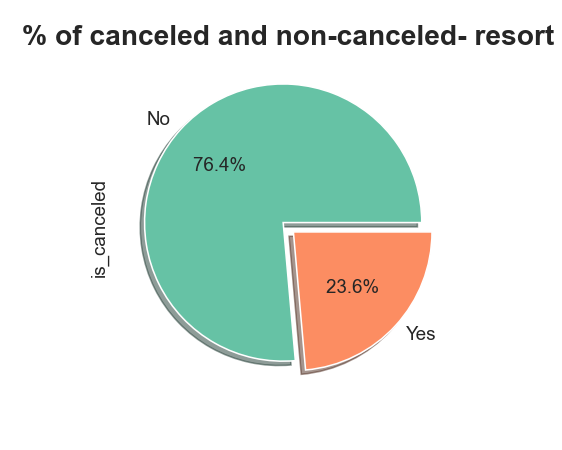 % of canceled and non-canceled- resort
No
76.4%
is_canceled
23.6%
Yes